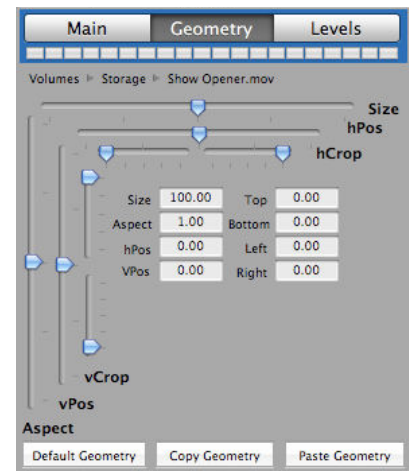 Main Geometry Levels
Volumes Storage Show Opener.mov
Size
hPos
hCrop
Size 100.00 Top 0.00
Aspect 1.00 Bottom 0.00
hPos 0.00 Left 0.00
VPos 0.00 Right 0.00
vCrop
vPos
Aspect
Default Geometry Copy Geometry Paste Geometry